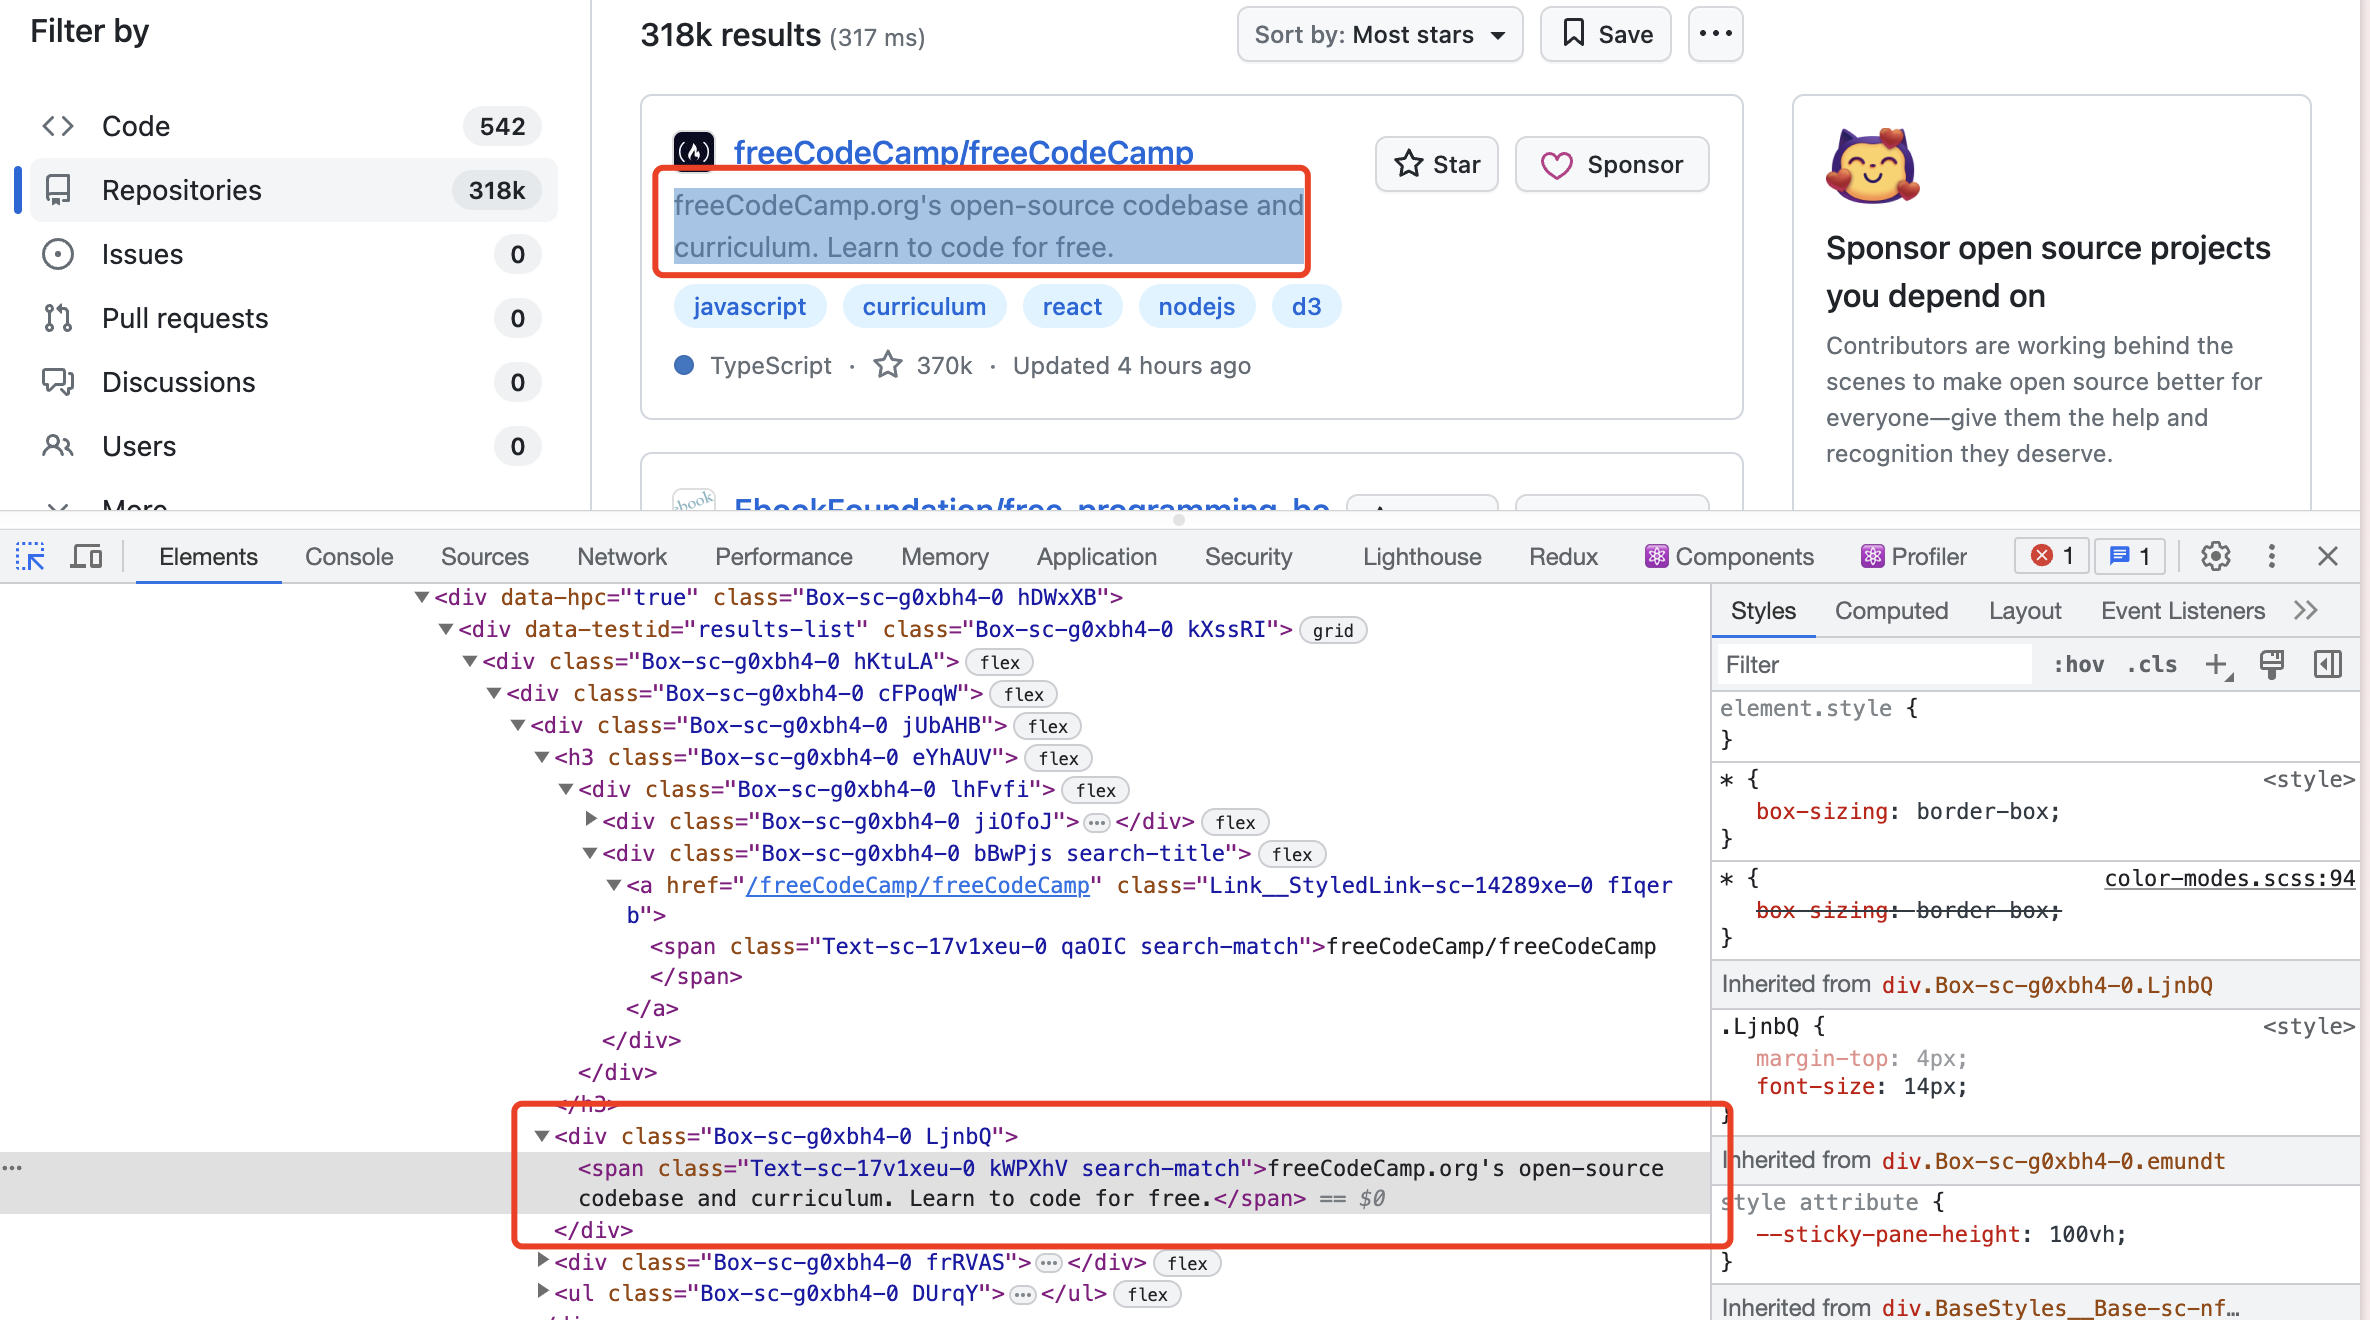 Filter by
Code 542
Repositories 318k
Issues 0
Pull requests 0
Discussions 0
Users 0
More
318k results (317 ms)
Sort by: Most stars
Save
freeCodeCamp/freeCodeCamp
Star
Sponsor
freeCodeCamp.org's open-source codebase and
curriculum. Learn to code for free.
javascript curriculum react nodejs d3
TypeScript · 370k · Updated 4 hours ago
ebook
EbookFoundation/free-programming-bo
Sponsor open source projects
you depend on
Contributors are working behind the
scenes to make open source better for
everyone—give them the help and
recognition they deserve.
Elements Console Sources Network Performance Memory Application Security Lighthouse Redux Components Profiler 1 1
<div data-hpc="true" class="Box-sc-g0xbh4-0 hDWxXB">
<div data-testid="results-list" class="Box-sc-g0xbh4-0 kXssRI"> grid
<div class="Box-sc-g0xbh4-0 hKtuLA"> flex
<div class="Box-sc-g0xbh4-0 cFPoqW"> flex
<div class="Box-sc-g0xbh4-0 jUbAHB"> flex
<h3 class="Box-sc-g0xbh4-0 eYhAUV"> flex
<div class="Box-sc-g0xbh4-0 lhFvfi"> flex
<div class="Box-sc-g0xbh4-0 jiOfoJ">…</div> flex
<div class="Box-sc-g0xbh4-0 bBwPjs search-title"> flex
<a href="/freeCodeCamp/freeCodeCamp" class="Link__StyledLink-sc-14289xe-0 fIqer
b">
<span class="Text-sc-17v1xeu-0 qaOIC search-match">freeCodeCamp/freeCodeCamp
</span>
</a>
</div>
</div>
</h3>
<div class="Box-sc-g0xbh4-0 LjnbQ">
<span class="Text-sc-17v1xeu-0 kWPXhV search-match">freeCodeCamp.org's open-source
codebase and curriculum. Learn to code for free.</span> == $0
</div>
<div class="Box-sc-g0xbh4-0 frRVAS">…</div> flex
<ul class="Box-sc-g0xbh4-0 DUrqY">…</ul> flex
Styles Computed Layout Event Listeners
Filter :hov .cls
element.style {
}
* { <style>
box-sizing: border-box;
}
* { color-modes.scss:94
box-sizing: border-box;
}
Inherited from div.Box-sc-g0xbh4-0.LjnbQ
.LjnbQ { <style>
margin-top: 4px;
font-size: 14px;
}
Inherited from div.Box-sc-g0xbh4-0.emundt
style attribute {
--sticky-pane-height: 100vh;
}
Inherited from div.BaseStyles__Base-sc-nf…